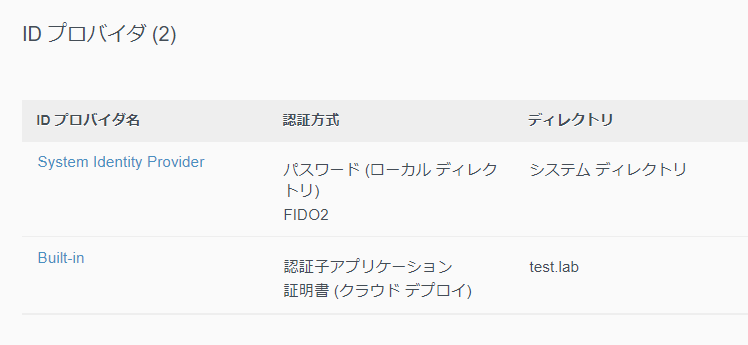 ID プロバイダ (2)
ID プロバイダ名 認証方式 ディレクトリ
System Identity Provider パスワード (ローカル ディレク システム ディレクトリ
トリ)
FIDO2
Built-in 認証子アプリケーション test.lab
証明書 (クラウド デプロイ)